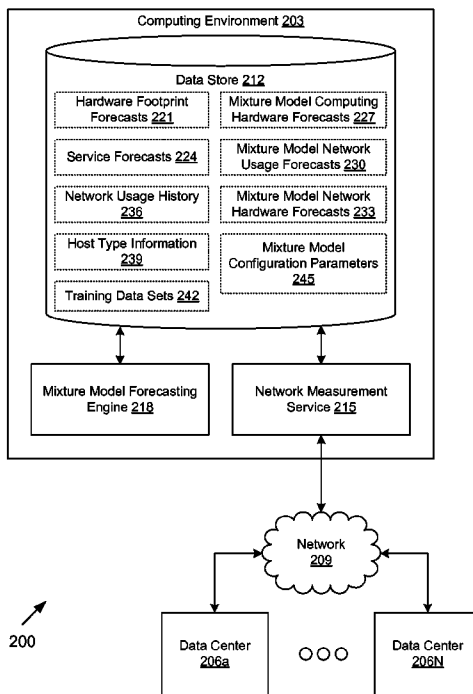 Computing Environment 203
Data Store 212
Hardware Footprint
Forecasts 221
Mixture Model Computing
Hardware Forecasts 227
Service Forecasts 224
Mixture Model Network
Usage Forecasts 230
Network Usage History
236
Mixture Model Network
Hardware Forecasts 233
Host Type Information
239
Mixture Model
Configuration Parameters
245
Training Data Sets 242
Mixture Model Forecasting
Engine 218
Network Measurement
Service 215
Network
209
200
Data Center
206a
Data Center
206N